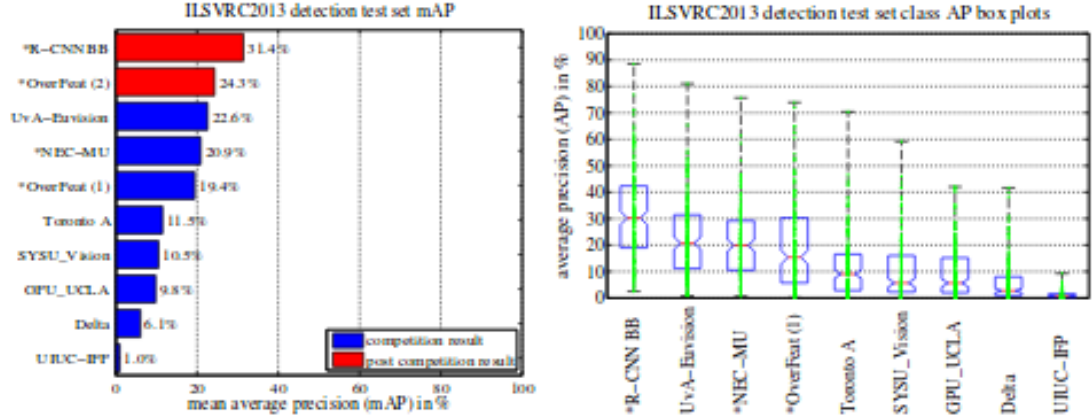 ILSVRC2013 detection test set mAP
*R-CNN BB
31.4%
*OverFeat (2)
24.3%
UvA-Euvision
22.6%
*NEC-MU
20.9%
*OverFeat (1)
19.4%
Toronto A
11.5%
SYSU_Vision
10.5%
GPU_UCLA
9.8%
Delta
6.1%
UIUC-IFP
1.0%
competition result
post competition result
0 20 40 60 80 100
mean average precision (mAP) in %
ILSVRC2013 detection test set class AP box plots
average precision (AP) in %
100
90
80
70
60
50
40
30
20
10
0
*R-CNN BB
UvA-Euvision
*NEC-MU
*OverFeat (1)
Toronto A
SYSU_Vision
GPU_UCLA
Delta
UIUC-IFP